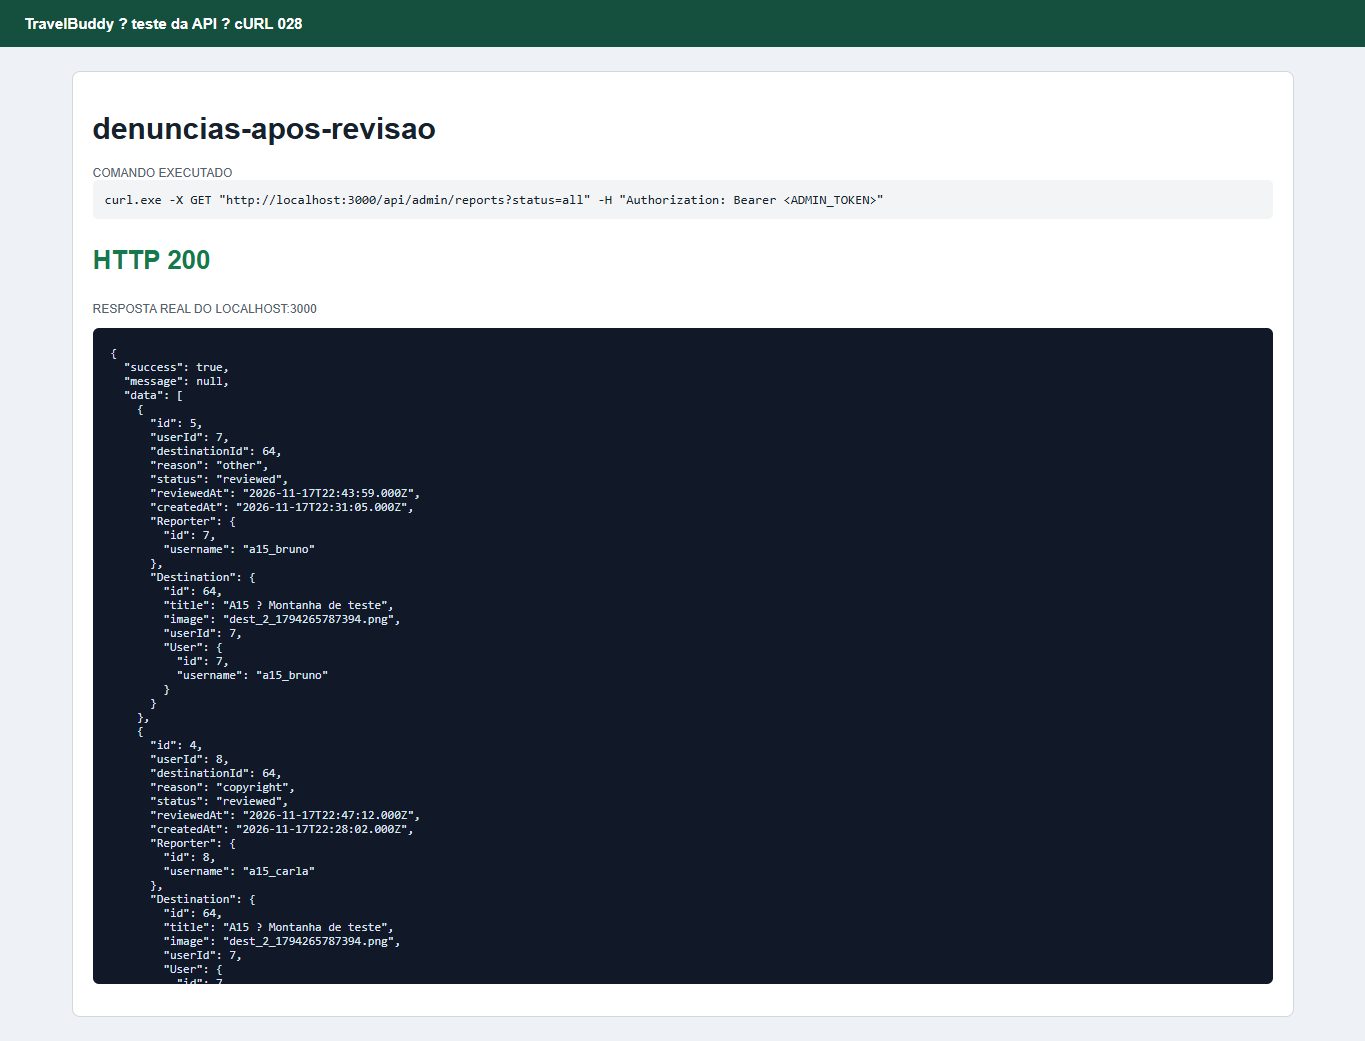 TravelBuddy ? teste da API ? cURL 028
denuncias-apos-revisao
COMANDO EXECUTADO
curl.exe -X GET "http://localhost:3000/api/admin/reports?status=all" -H "Authorization: Bearer <ADMIN_TOKEN>"
HTTP 200
RESPOSTA REAL DO LOCALHOST:3000
{
  "success": true,
  "message": null,
  "data": [
    {
      "id": 5,
      "userId": 7,
      "destinationId": 64,
      "reason": "other",
      "status": "reviewed",
      "reviewedAt": "2026-11-17T22:43:59.000Z",
      "createdAt": "2026-11-17T22:31:05.000Z",
      "Reporter": {
        "id": 7,
        "username": "a15_bruno"
      },
      "Destination": {
        "id": 64,
        "title": "A15 ? Montanha de teste",
        "image": "dest_2_1794265787394.png",
        "userId": 7,
        "User": {
          "id": 7,
          "username": "a15_bruno"
        }
      }
    },
    {
      "id": 4,
      "userId": 8,
      "destinationId": 64,
      "reason": "copyright",
      "status": "reviewed",
      "reviewedAt": "2026-11-17T22:47:12.000Z",
      "createdAt": "2026-11-17T22:28:02.000Z",
      "Reporter": {
        "id": 8,
        "username": "a15_carla"
      },
      "Destination": {
        "id": 64,
        "title": "A15 ? Montanha de teste",
        "image": "dest_2_1794265787394.png",
        "userId": 7,
        "User": {
          "id": 7